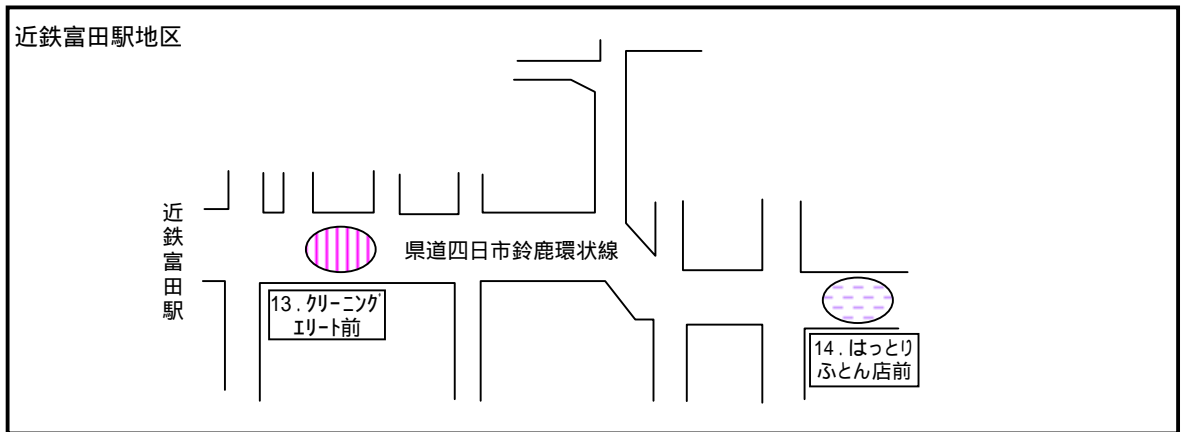 近鉄富田駅地区
近鉄富田駅
県道四日市鈴鹿環状線
13．ｸﾘｰﾆﾝｸﾞ
ｴﾘｰﾄ前
14．はっとり
ふとん店前